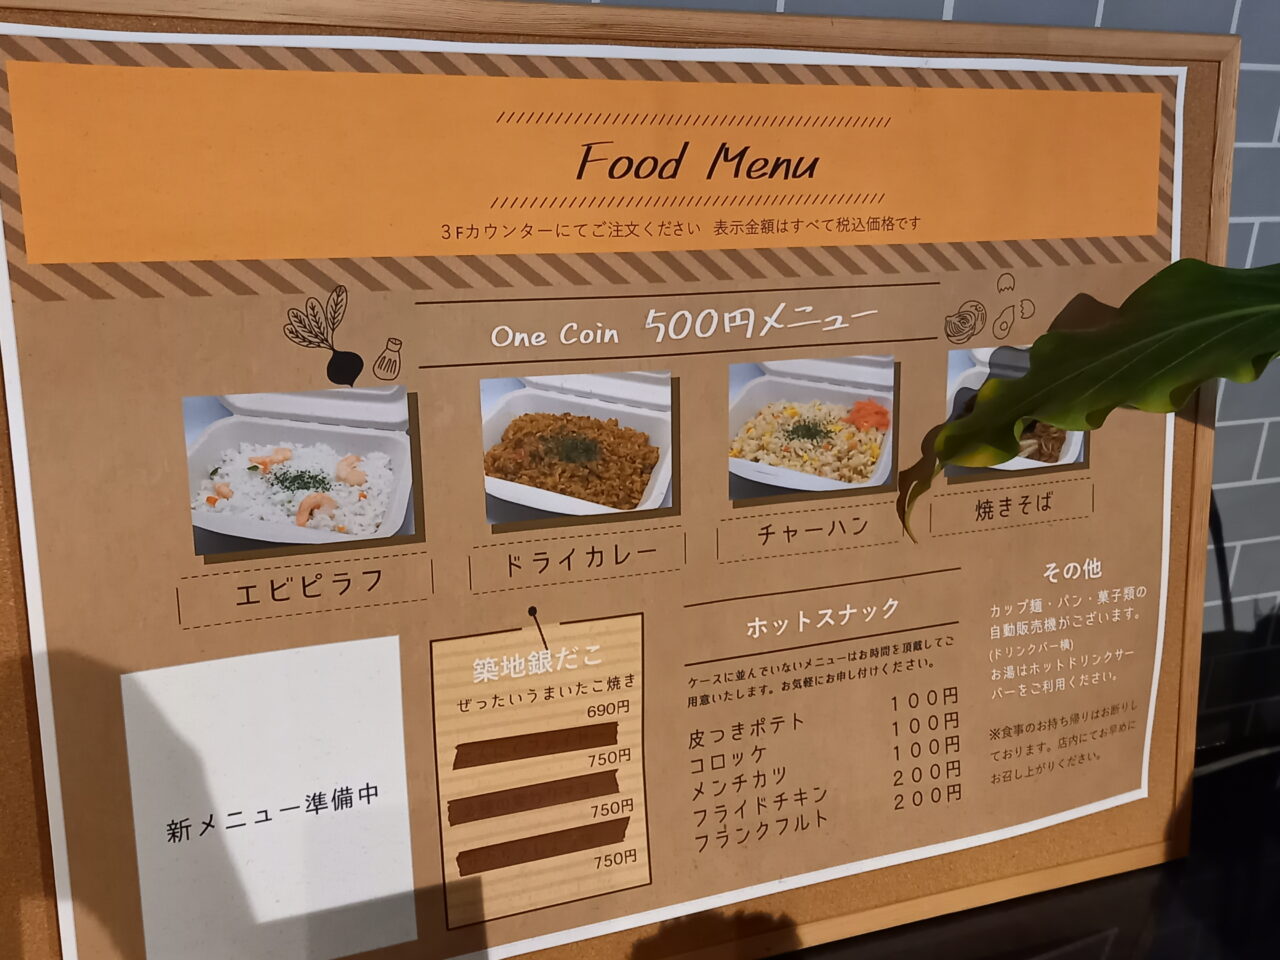 Food Menu
3Fカウンターにてご注文ください 表示金額はすべて税込価格です
One Coin 500円メニュー
エビピラフ
ドライカレー
チャーハン
焼きそば
新メニュー準備中
築地銀だこ
ぜったいうまいたこ焼き
690円
750円
750円
750円
ホットスナック
ケースに並んでいないメニューはお時間を頂戴してご
用意いたします。お気軽にお申し付けください。
皮つきポテト 100円
コロッケ 100円
メンチカツ 100円
フライドチキン 200円
フランクフルト 200円
その他
カップ麺・パン・菓子類の
自動販売機がございます。
(ドリンクバー横)
お湯はホットドリンクサー
バーをご利用ください。
※食事のお持ち帰りはお断りし
ております。店内にてお早めに
お召し上がりください。